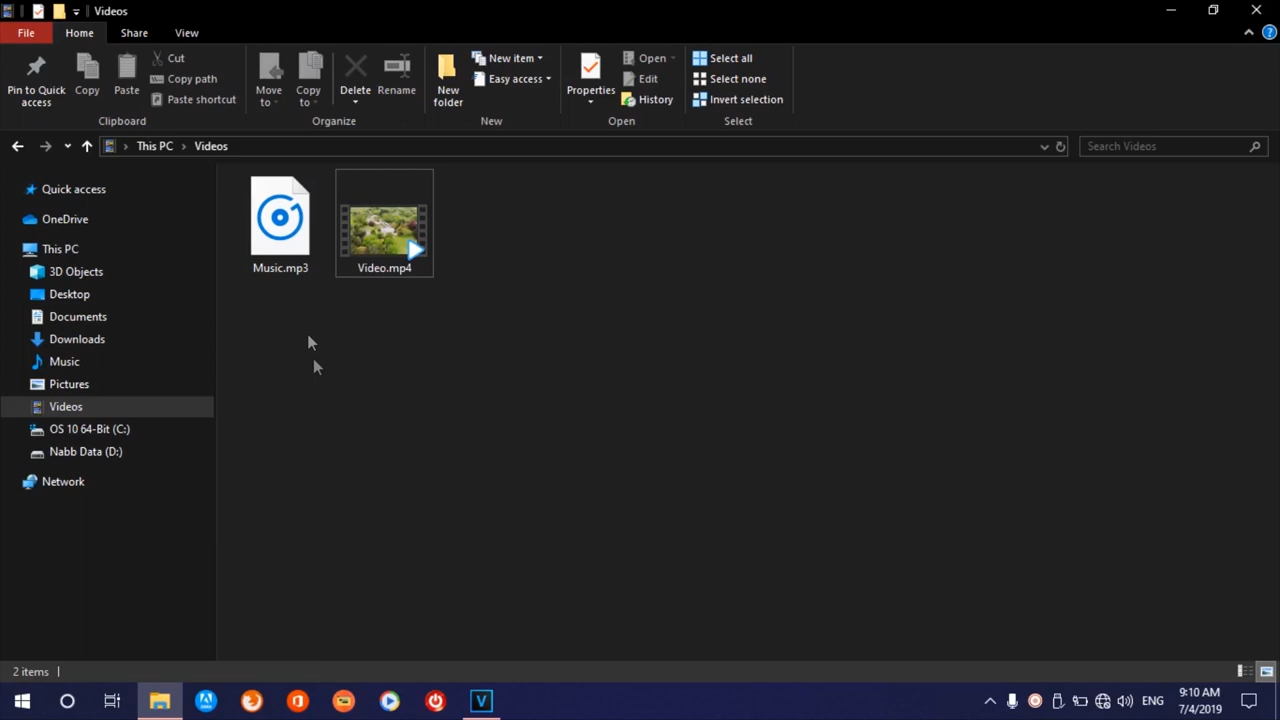 Videos
File Home Share View
Pin to Quick access
Copy
Paste
Cut
Copy path
Paste shortcut
Clipboard
Move to
Copy to
Delete
Rename
Organize
New folder
New item
Easy access
New
Properties
Open
Edit
History
Open
Select all
Select none
Invert selection
Select
This PC Videos
Search Videos
Quick access
OneDrive
This PC
3D Objects
Desktop
Documents
Downloads
Music
Pictures
Videos
OS 10 64-Bit (C:)
Nabb Data (D:)
Network
Music.mp3
Video.mp4
2 items
ENG
9:10 AM
7/4/2019